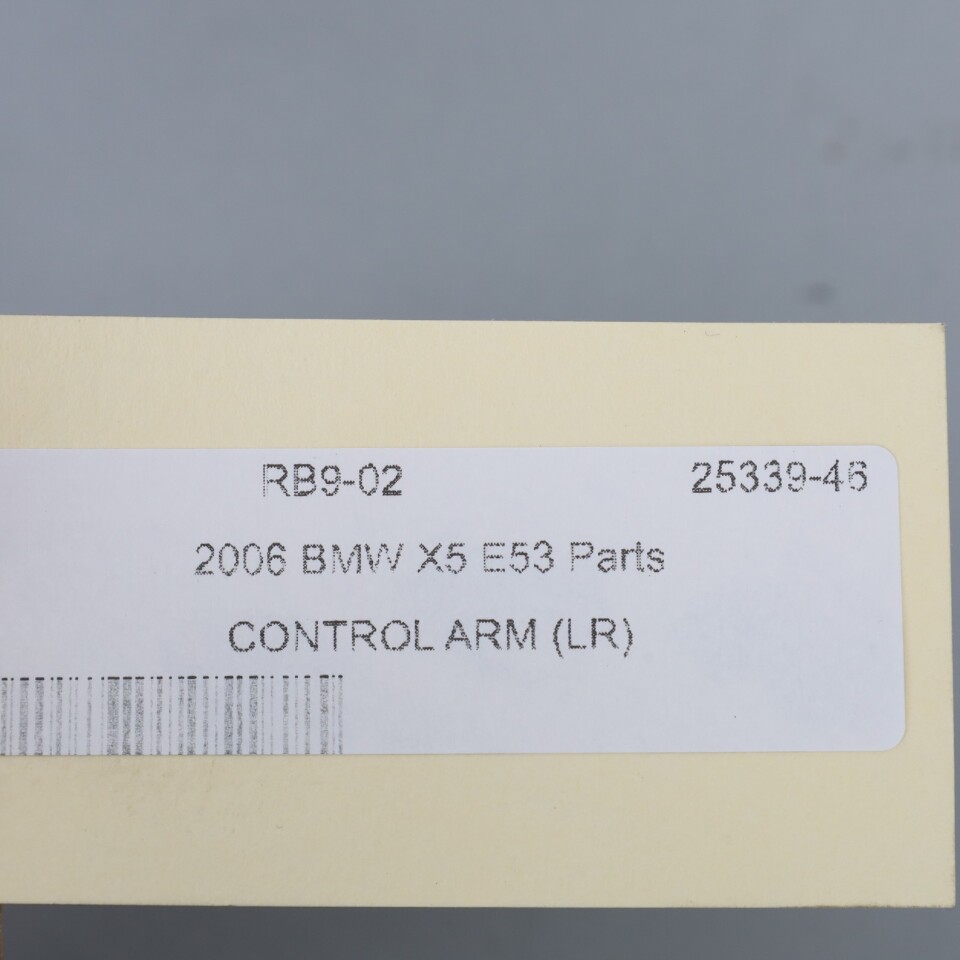 RB9-02 25339-46
2006 BMW X5 E53 Parts
CONTROL ARM (LR)